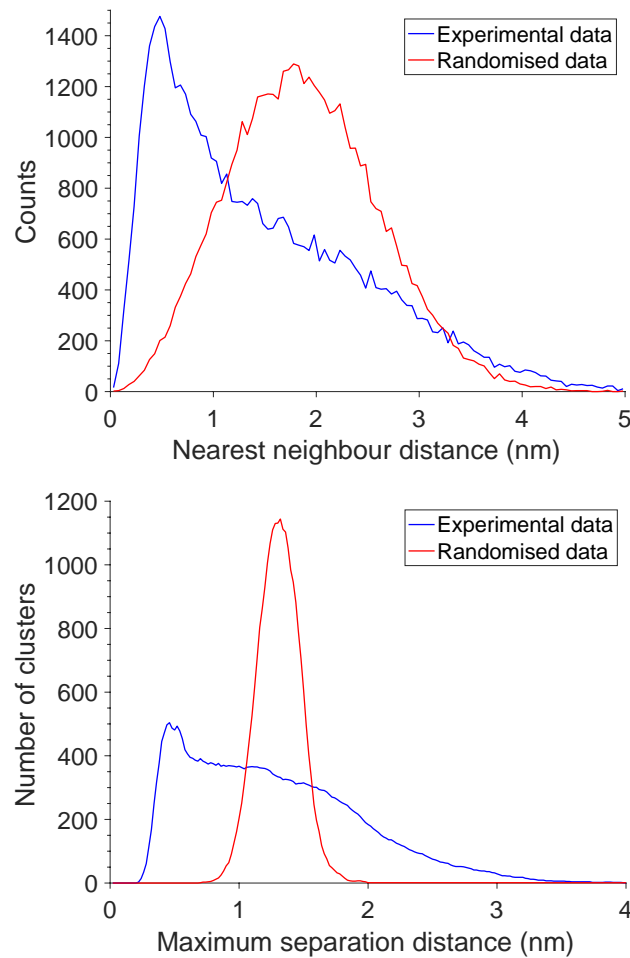 1400
1200
1000
800
600
400
200
0
Counts
Experimental data
Randomised data
0 1 2 3 4 5
Nearest neighbour distance (nm)
1200
1000
800
600
400
200
0
Number of clusters
Experimental data
Randomised data
0 1 2 3 4
Maximum separation distance (nm)